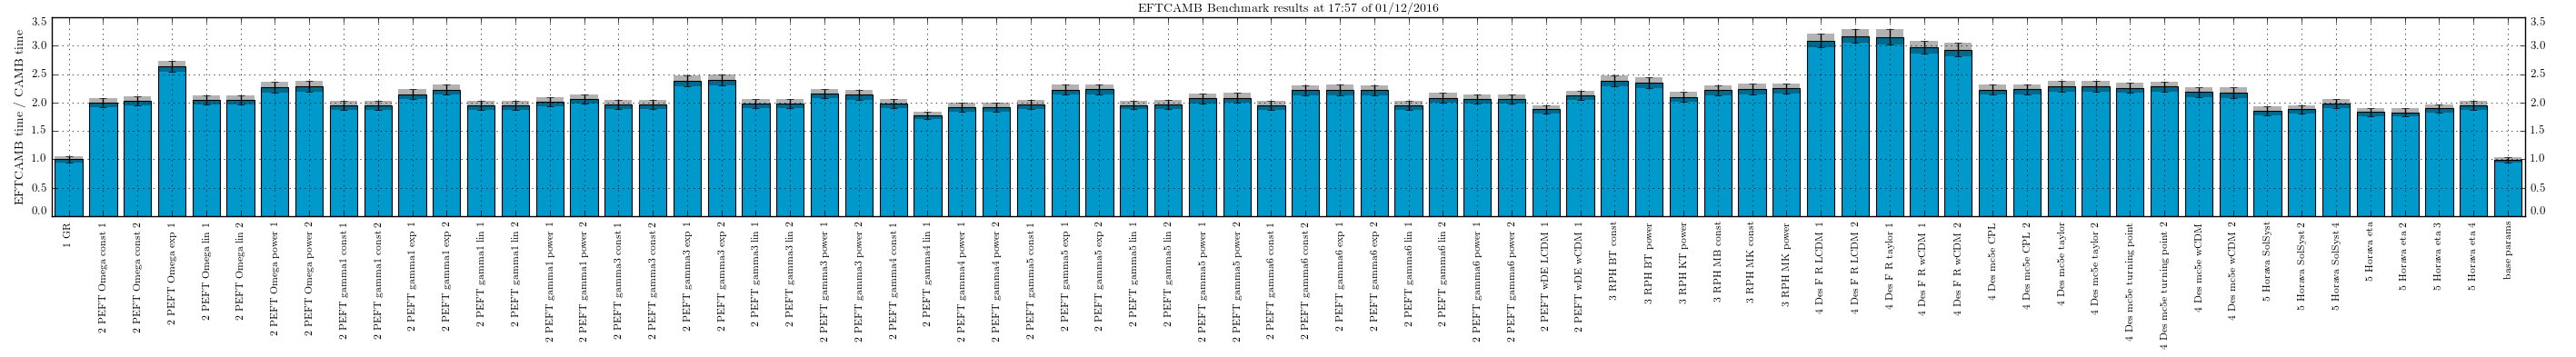 EFTCAMB Benchmark results at 17:57 of 01/12/2016
EFTCAMB time / CAMB time
3.5
3.0
2.5
2.0
1.5
1.0
0.5
0.0
3.5
3.0
2.5
2.0
1.5
1.0
0.5
0.0
1 GR
2 PEFT Omega const 1
2 PEFT Omega const 2
2 PEFT Omega exp 1
2 PEFT Omega lin 1
2 PEFT Omega lin 2
2 PEFT Omega power 1
2 PEFT Omega power 2
2 PEFT gamma1 const 1
2 PEFT gamma1 const 2
2 PEFT gamma1 exp 1
2 PEFT gamma1 exp 2
2 PEFT gamma1 lin 1
2 PEFT gamma1 lin 2
2 PEFT gamma1 power 1
2 PEFT gamma1 power 2
2 PEFT gamma3 const 1
2 PEFT gamma3 const 2
2 PEFT gamma3 exp 1
2 PEFT gamma3 exp 2
2 PEFT gamma3 lin 1
2 PEFT gamma3 lin 2
2 PEFT gamma3 power 1
2 PEFT gamma3 power 2
2 PEFT gamma4 const 1
2 PEFT gamma4 lin 1
2 PEFT gamma4 power 1
2 PEFT gamma4 power 2
2 PEFT gamma5 const 1
2 PEFT gamma5 exp 1
2 PEFT gamma5 exp 2
2 PEFT gamma5 lin 1
2 PEFT gamma5 lin 2
2 PEFT gamma5 power 1
2 PEFT gamma5 power 2
2 PEFT gamma6 const 1
2 PEFT gamma6 const 2
2 PEFT gamma6 exp 1
2 PEFT gamma6 exp 2
2 PEFT gamma6 lin 1
2 PEFT gamma6 lin 2
2 PEFT gamma6 power 1
2 PEFT gamma6 power 2
2 PEFT wDE LCDM 1
2 PEFT wDE wCDM 1
3 RPH BT const
3 RPH BT power
3 RPH KT power
3 RPH MB const
3 RPH MK const
3 RPH MK power
4 Des F R LCDM 1
4 Des F R LCDM 2
4 Des F R taylor 1
4 Des F R wCDM 1
4 Des F R wCDM 2
4 Des mc5e CPL
4 Des mc5e CPL 2
4 Des mc5e taylor
4 Des mc5e taylor 2
4 Des mc5e turning point
4 Des mc5e turning point 2
4 Des mc5e wCDM
4 Des mc5e wCDM 2
5 Horava SolSyst
5 Horava SolSyst 2
5 Horava SolSyst 4
5 Horava eta
5 Horava eta 2
5 Horava eta 3
5 Horava eta 4
base params